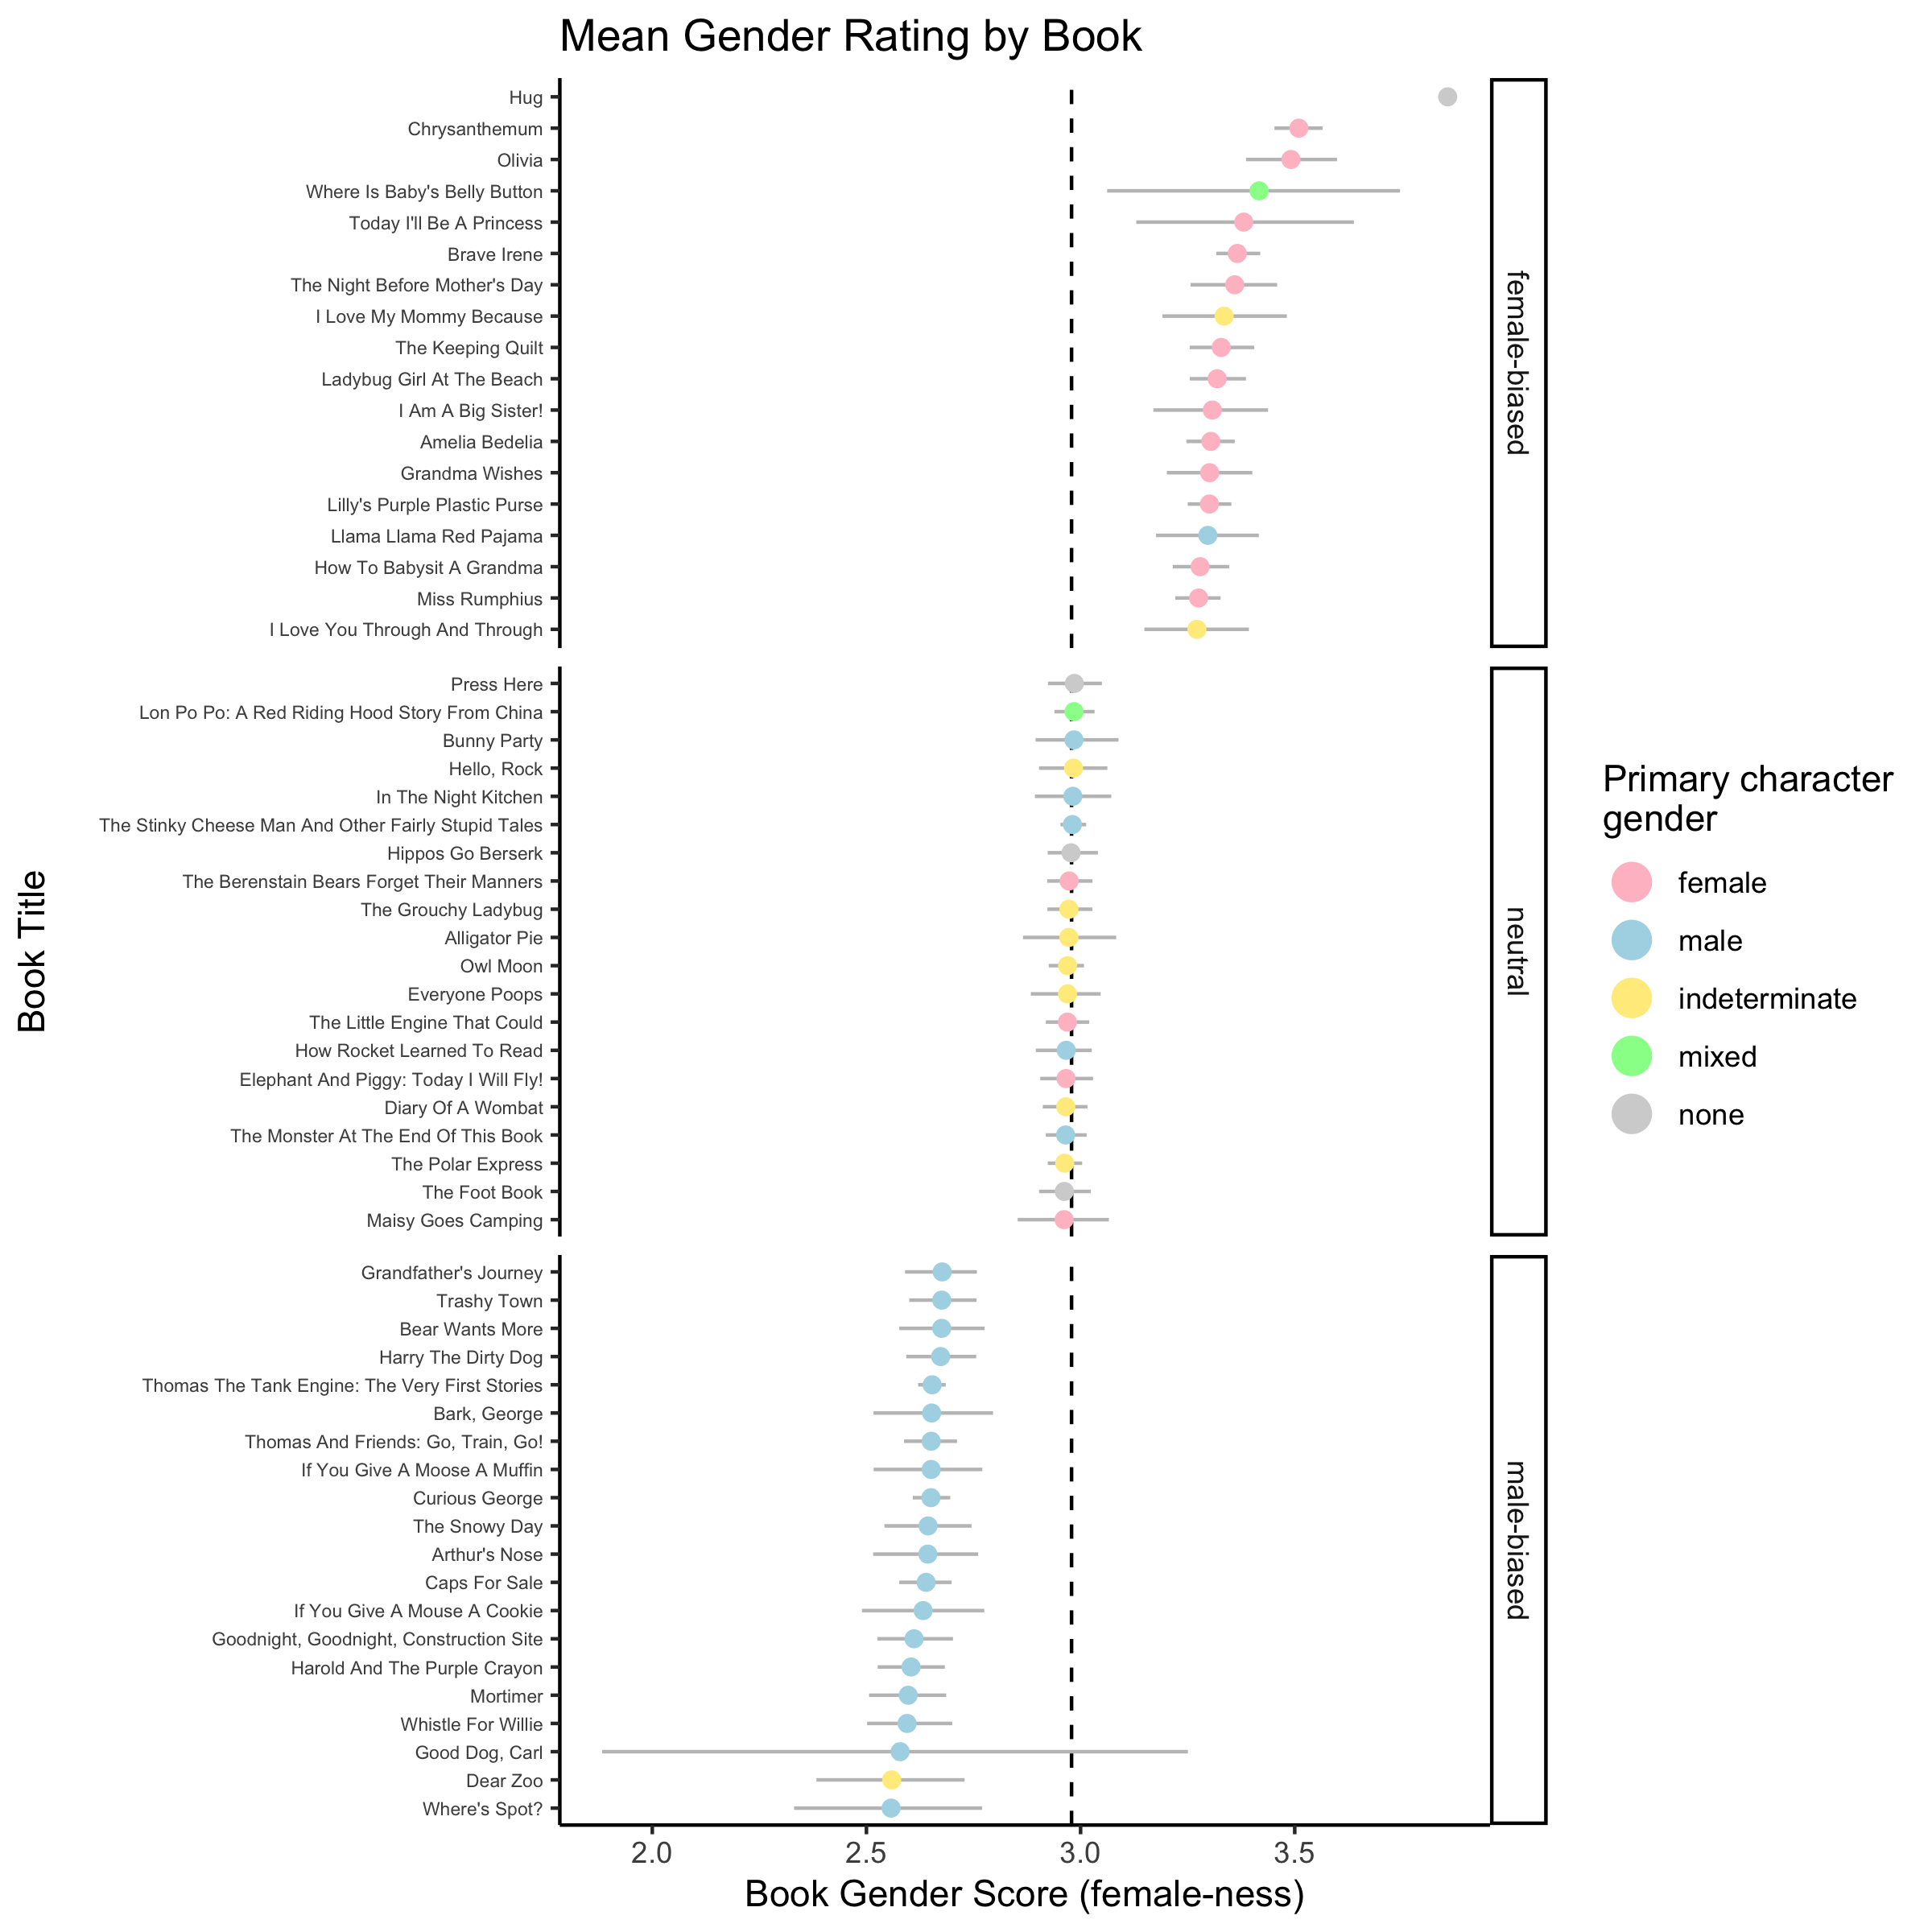 Mean Gender Rating by Book
Hug
Chrysanthemum
Olivia
Where Is Baby's Belly Button
Today I'll Be A Princess
Brave Irene
The Night Before Mother's Day
I Love My Mommy Because
The Keeping Quilt
Ladybug Girl At The Beach
I Am A Big Sister!
Amelia Bedelia
Grandma Wishes
Lilly's Purple Plastic Purse
Llama Llama Red Pajama
How To Babysit A Grandma
Miss Rumphius
I Love You Through And Through
female-biased
Press Here
Lon Po Po: A Red Riding Hood Story From China
Bunny Party
Hello, Rock
In The Night Kitchen
The Stinky Cheese Man And Other Fairly Stupid Tales
Hippos Go Berserk
The Berenstain Bears Forget Their Manners
The Grouchy Ladybug
Alligator Pie
Owl Moon
Everyone Poops
The Little Engine That Could
How Rocket Learned To Read
Elephant And Piggy: Today I Will Fly!
Diary Of A Wombat
The Monster At The End Of This Book
The Polar Express
The Foot Book
Maisy Goes Camping
neutral
Grandfather's Journey
Trashy Town
Bear Wants More
Harry The Dirty Dog
Thomas The Tank Engine: The Very First Stories
Bark, George
Thomas And Friends: Go, Train, Go!
If You Give A Moose A Muffin
Curious George
The Snowy Day
Arthur's Nose
Caps For Sale
If You Give A Mouse A Cookie
Goodnight, Goodnight, Construction Site
Harold And The Purple Crayon
Mortimer
Whistle For Willie
Good Dog, Carl
Dear Zoo
Where's Spot?
male-biased
Book Title
2.0 2.5 3.0 3.5
Book Gender Score (female-ness)
Primary character
gender
female
male
indeterminate
mixed
none